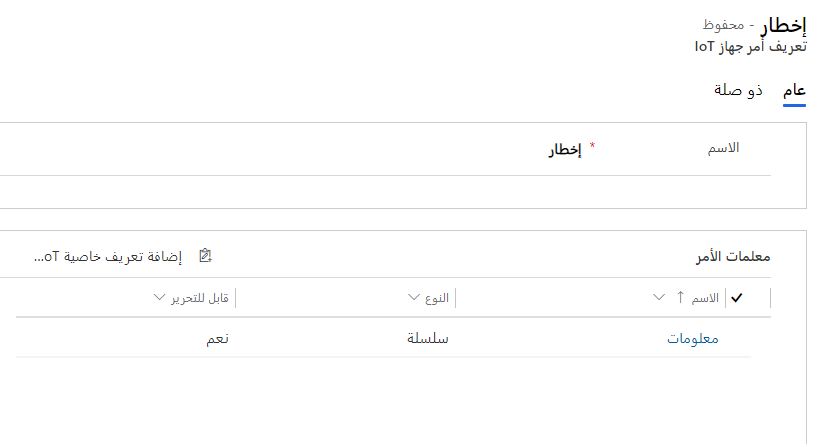 إخطار - محفوظ
تعريف أمر جهاز IoT
عام ذو صلة
الاسم * إخطار
معلمات الأمر إضافة تعريف خاصية oT...
الاسم ↑ النوع قابل للتحرير
معلومات سلسلة نعم